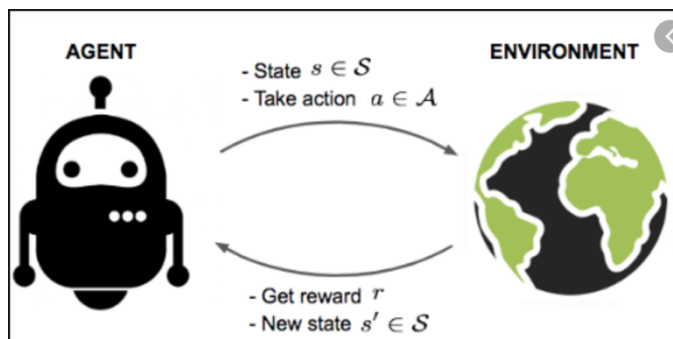 AGENT
ENVIRONMENT
- State s ∈ 𝒮
- Take action a ∈ 𝒜
- Get reward r
- New state s′ ∈ 𝒮